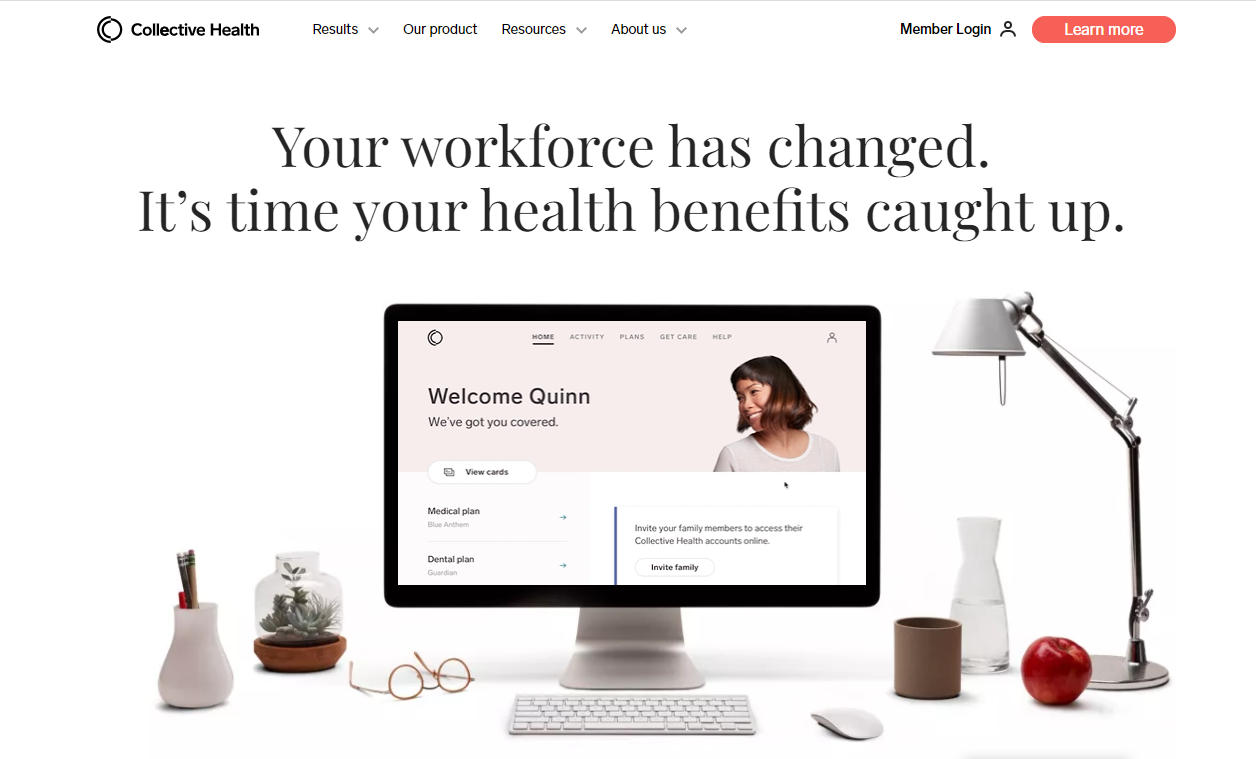 Collective Health
Results
Our product
Resources
About us
Member Login
Learn more
Your workforce has changed.
It's time your health benefits caught up.
HOME
ACTIVITY
PLANS
GET CARE
HELP
Welcome Quinn
We've got you covered.
View cards
Medical plan
Blue Anthem
Dental plan
Guardian
Invite your family members to access their
Collective Health accounts online.
Invite family